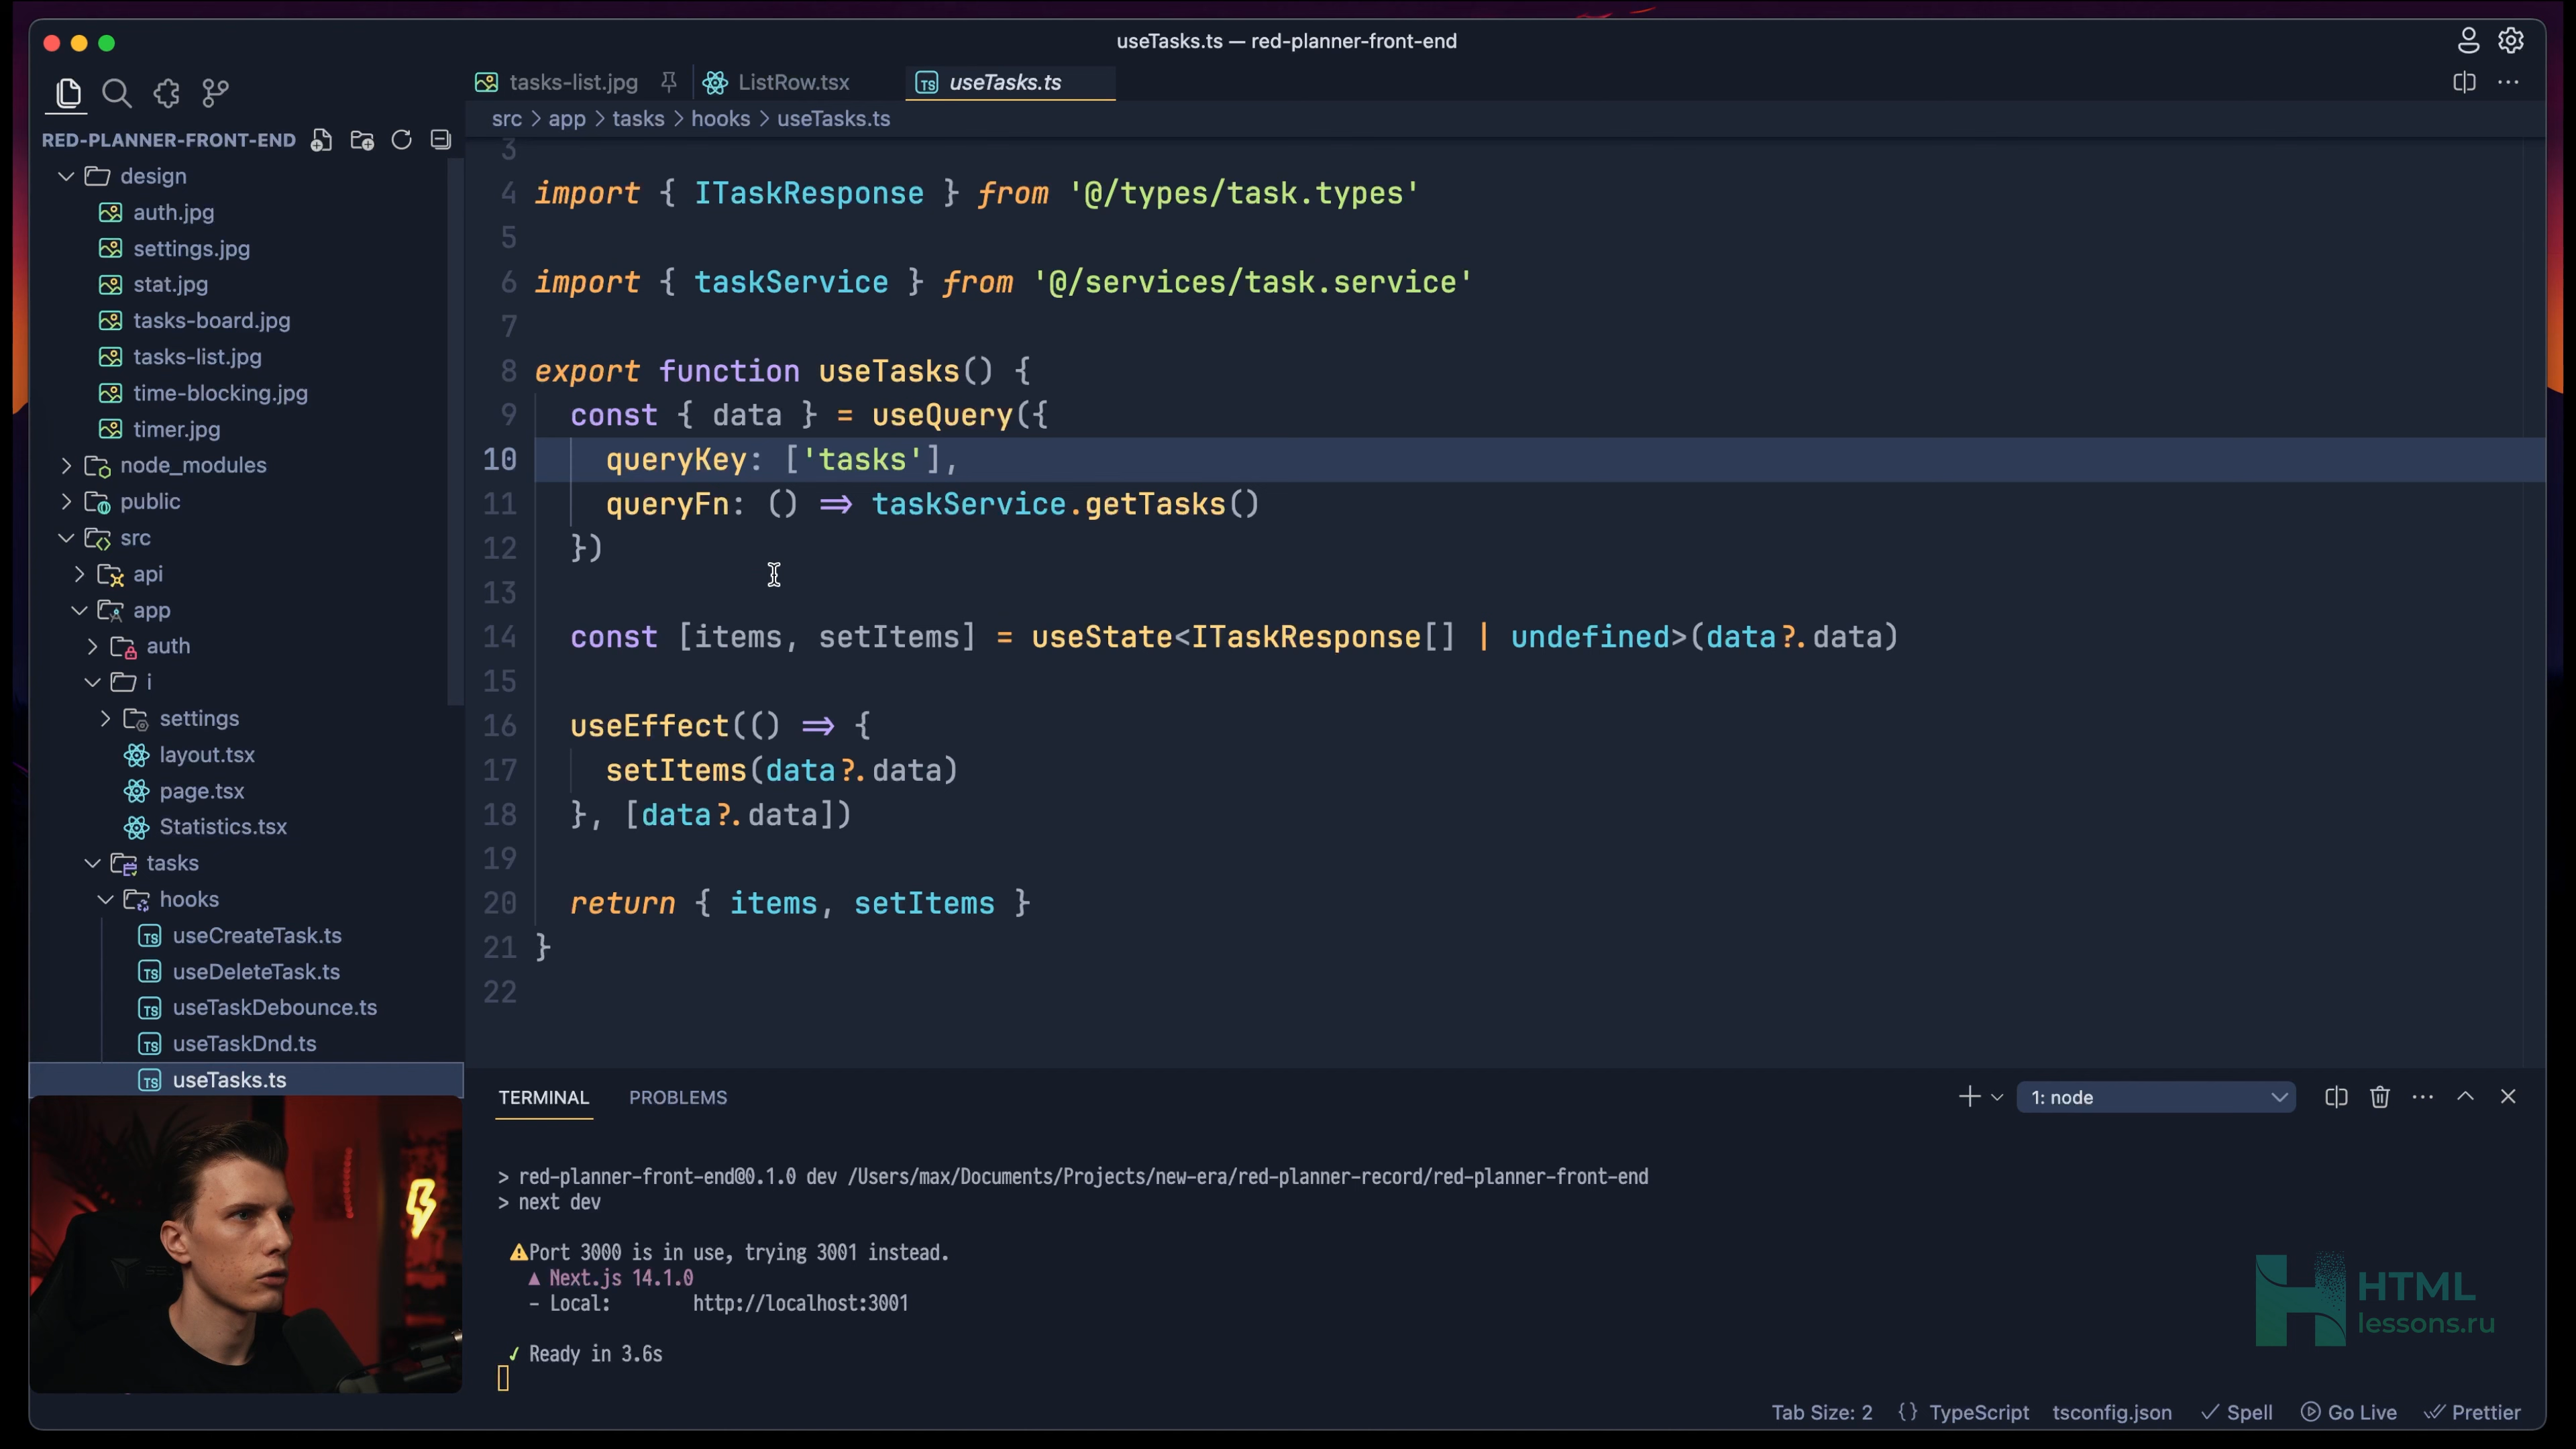 useTasks.ts — red-planner-front-end
tasks-list.jpg
ListRow.tsx
useTasks.ts
src > app > tasks > hooks > useTasks.ts
RED-PLANNER-FRONT-END
design
auth.jpg
settings.jpg
stat.jpg
tasks-board.jpg
tasks-list.jpg
time-blocking.jpg
timer.jpg
node_modules
public
src
api
app
auth
i
settings
layout.tsx
page.tsx
Statistics.tsx
tasks
hooks
useCreateTask.ts
useDeleteTask.ts
useTaskDebounce.ts
useTaskDnd.ts
useTasks.ts
3
4 import { ITaskResponse } from '@/types/task.types'
5
6 import { taskService } from '@/services/task.service'
7
8 export function useTasks() {
9 const { data } = useQuery({
10 queryKey: ['tasks'],
11 queryFn: () => taskService.getTasks()
12 })
13
14 const [items, setItems] = useState<ITaskResponse[] | undefined>(data?.data)
15
16 useEffect(() => {
17 setItems(data?.data)
18 }, [data?.data])
19
20 return { items, setItems }
21 }
22
TERMINAL PROBLEMS
1: node
> red-planner-front-end@0.1.0 dev /Users/max/Documents/Projects/new-era/red-planner-record/red-planner-front-end
> next dev
⚠Port 3000 is in use, trying 3001 instead.
▲ Next.js 14.1.0
- Local: http://localhost:3001
✓ Ready in 3.6s
HTML
lessons.ru
Tab Size: 2 {} TypeScript tsconfig.json ✓ Spell Go Live Prettier